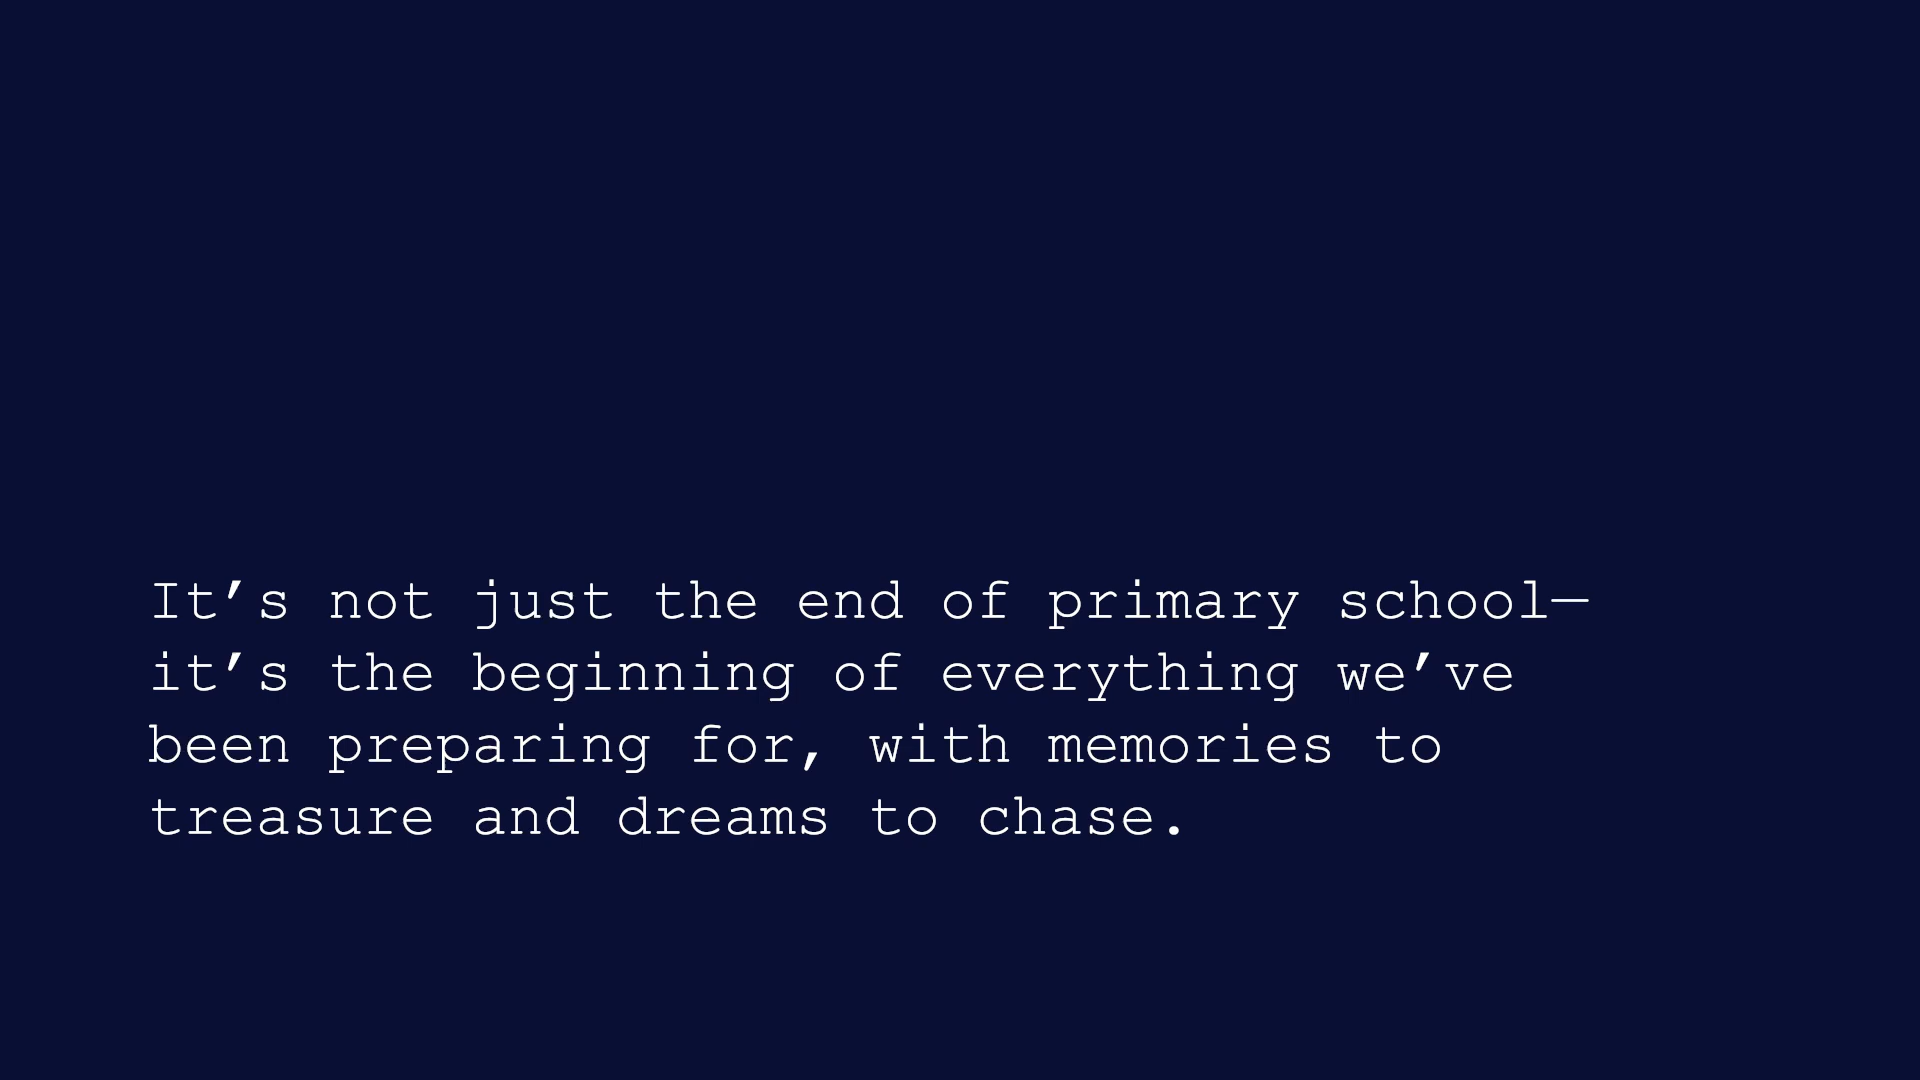 It’s not just the end of primary school—
it’s the beginning of everything we’ve
been preparing for, with memories to
treasure and dreams to chase.